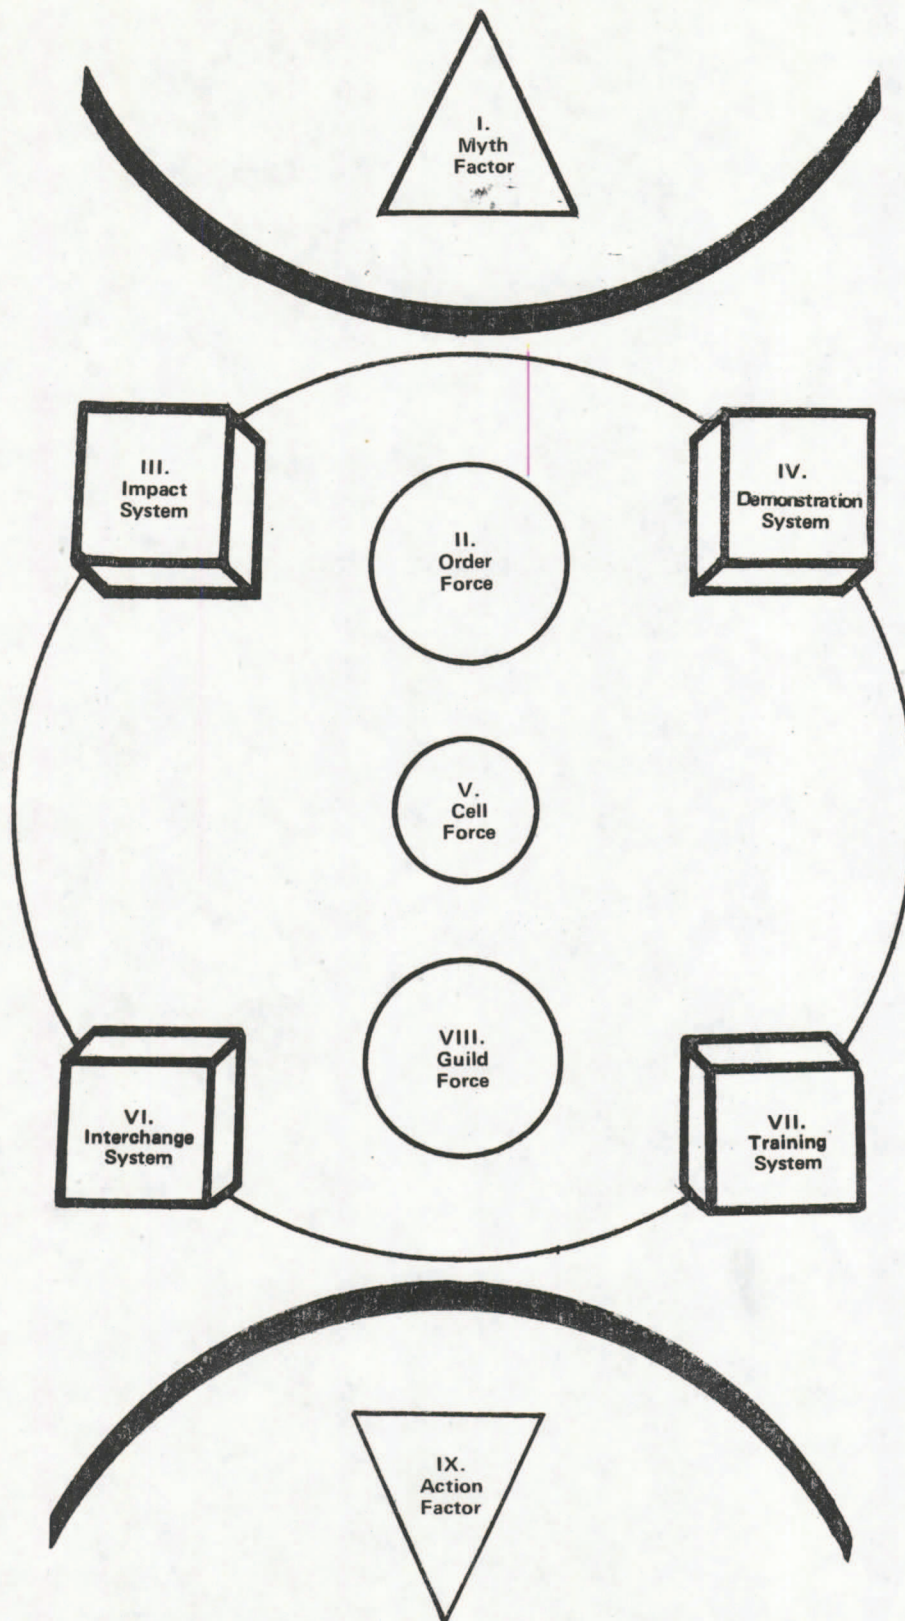 I.
Myth
Factor
III.
Impact
System
IV.
Demonstration
System
II.
Order
Force
V.
Cell
Force
VIII.
Guild
Force
VI.
Interchange
System
VII.
Training
System
IX.
Action
Factor